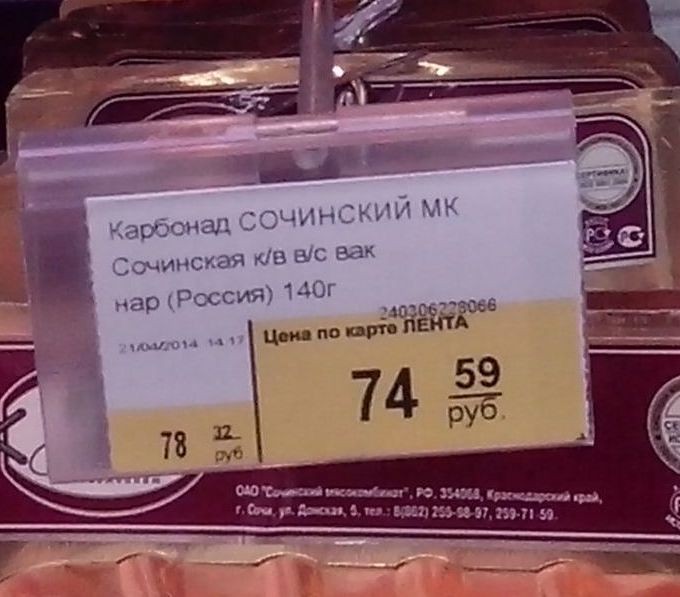 Карбонад СОЧИНСКИЙ МК
Сочинская к/в в/с вак
нар (Россия) 140г
240306228066
21/04/2014 14:17
Цена по карте ЛЕНТА
74 59
руб.
78 32
руб
ОАО "Сочинский мясокомбинат", РФ, 354068, Краснодарский край,
г. Сочи, ул. Донская, 5, тел.: 8(862) 255-98-97, 259-71-59.